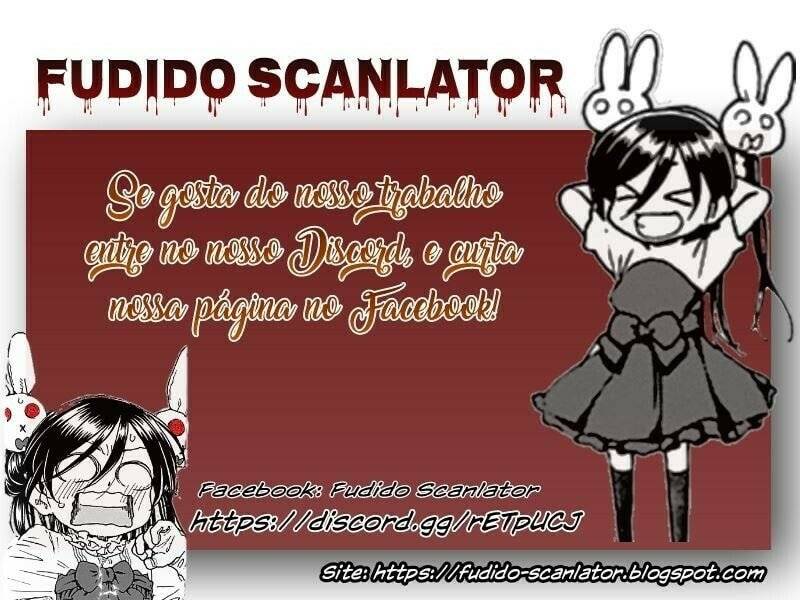 FUDIDO SCANLATOR
Se gosta do nosso trabalho
entre no nosso Discord, e curta
nossa página no Facebook!
Facebook: Fudido Scanlator
https://discord.gg/rETpUCJ
Site: https://fudido-scanlator.blogspot.com